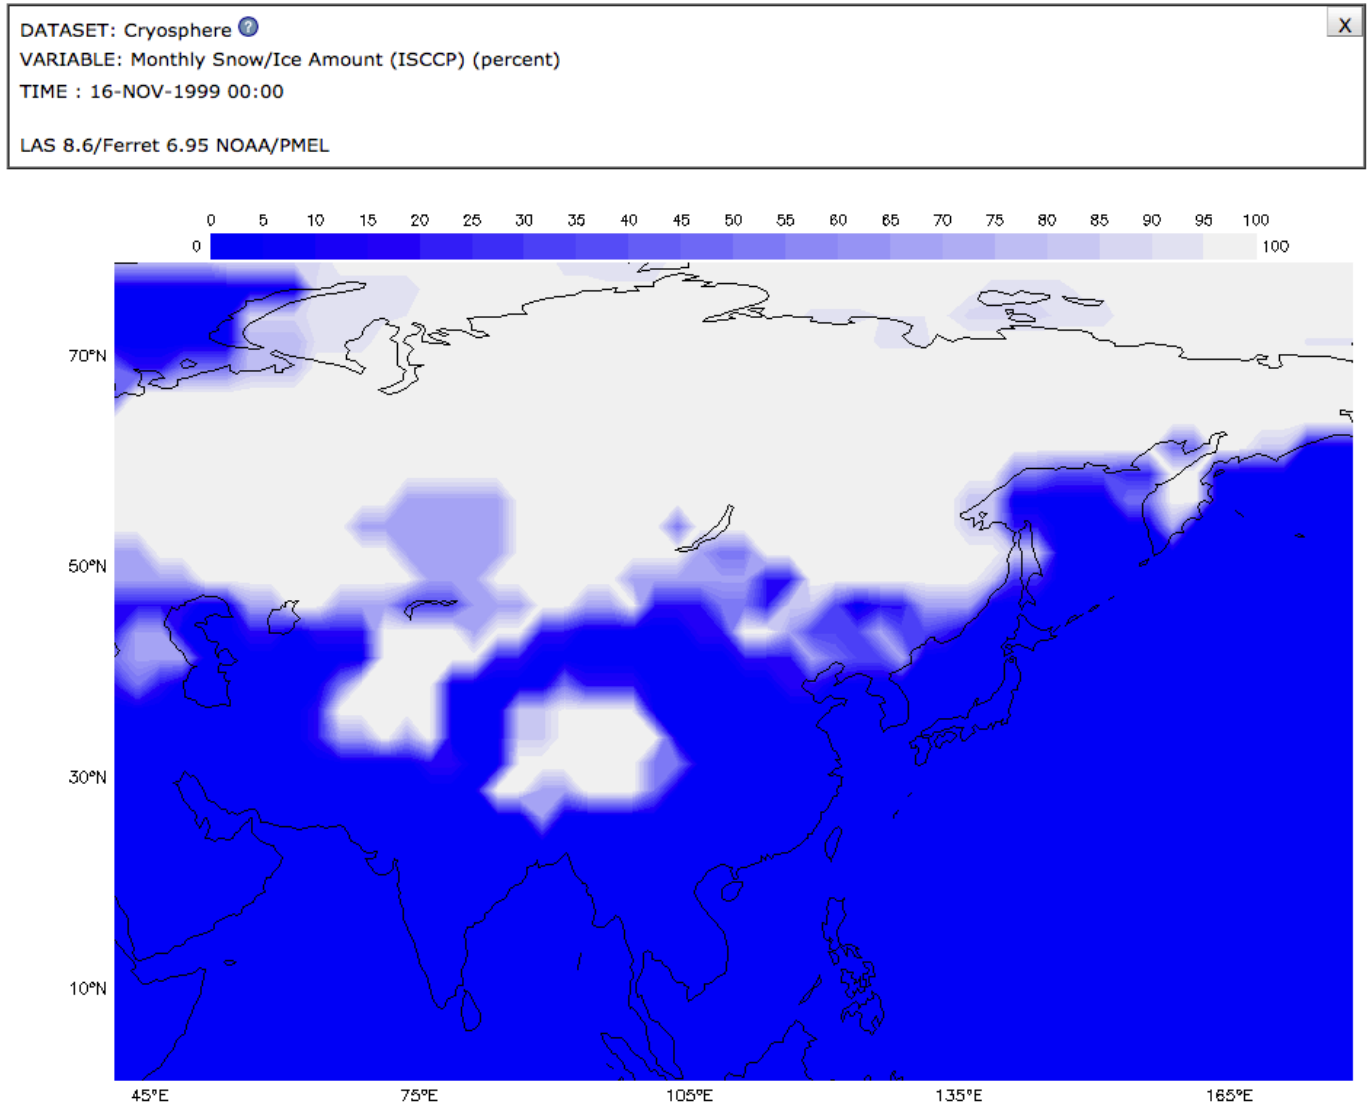 DATASET: Cryosphere ?
X
VARIABLE: Monthly Snow/Ice Amount (ISCCP) (percent)
TIME : 16-NOV-1999 00:00
LAS 8.6/Ferret 6.95 NOAA/PMEL
0 5 10 15 20 25 30 35 40 45 50 55 60 65 70 75 80 85 90 95 100
0 100
70°N
50°N
30°N
10°N
45°E 75°E 105°E 135°E 165°E